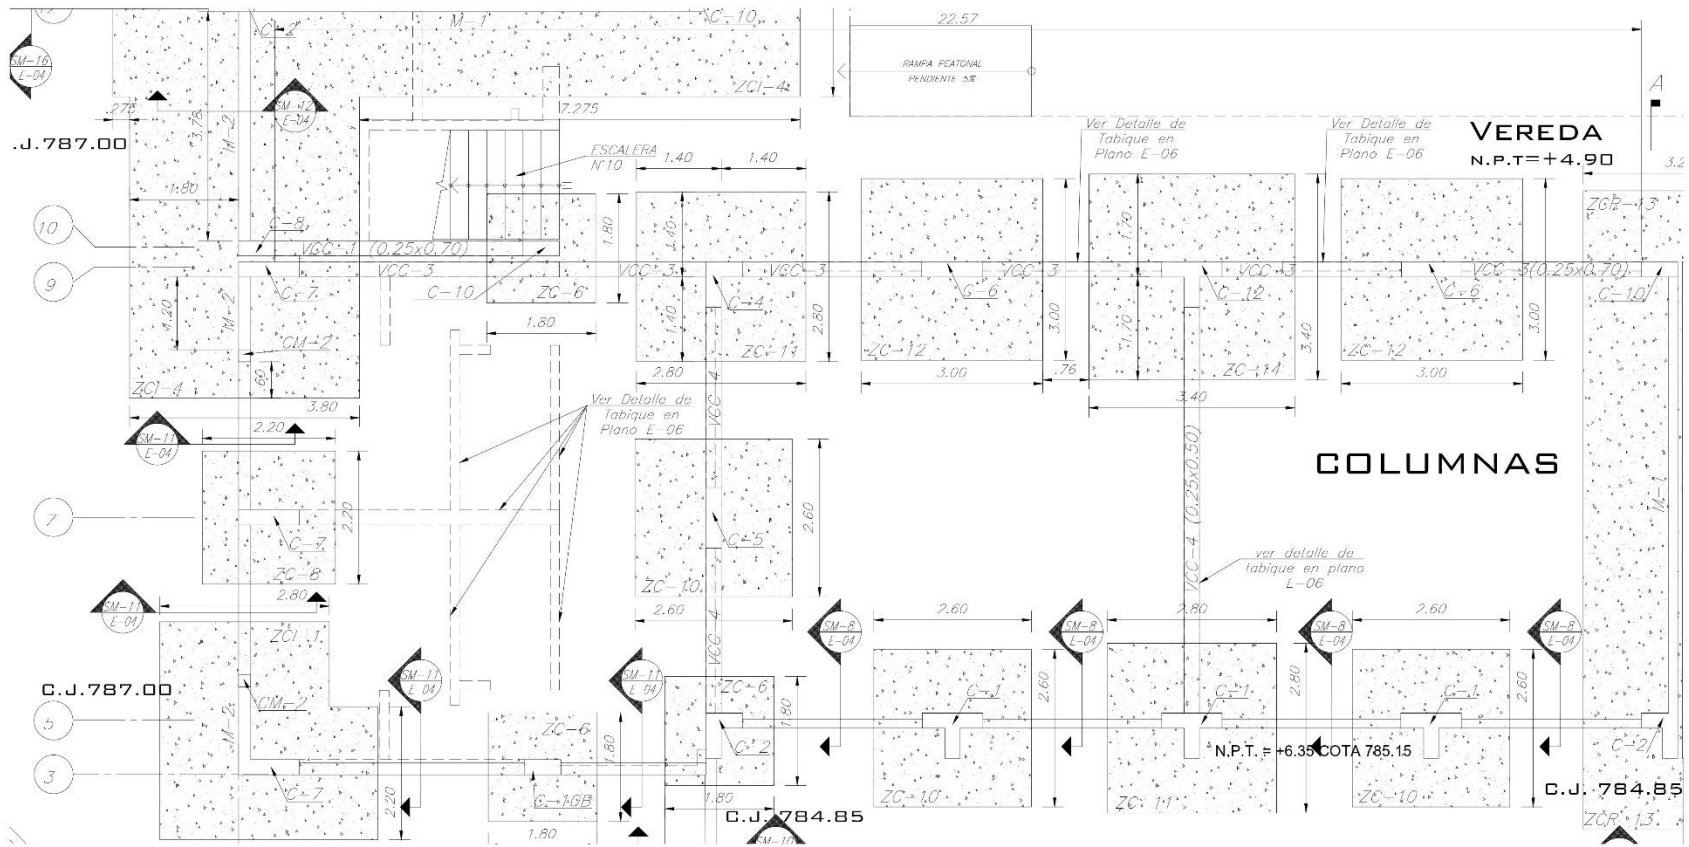 C-2
M-1
C-10
22.57
SM-16
E-04
RAMPA PEATONAL
PENDIENTE 5%
ZCI-4
A
.275
3.76
M-2
SM-12
E-04
7.275
.J.787.00
Ver Detalle de
Tabique en
Plano E-06
Ver Detalle de
Tabique en
Plano E-06
VEREDA
N.P.T=+4.90
ESCALERA
N°10
1.40
1.40
3.2
1.80
10
C-8
1.80
1.40
1.70
ZCR-13
VCC-1 (0.25x0.70)
9
VCC-3
VCC-3
VCC-3
VCC-3
VCC-3
VCC-3(0.25x0.70)
C-7
C-10
ZC-6
C-4
C-6
C-12
C-6
C-10
1.20
M-2
1.80
1.40
2.80
3.00
1.70
3.40
3.00
CM-2
.60
ZC-11
ZC-12
ZC-14
ZC-12
ZCI-4
3.80
2.80
3.00
.76
3.40
3.00
Ver Detalle de
Tabique en
Plano E-06
VCC-4
SM-11
E-04
2.20
COLUMNAS
VCC-4 (0.25x0.50)
M-1
7
2.20
C-7
ZC-8
C-5
2.60
ver detalle de
tabique en plano
L-06
ZC-10
2.80
SM-11
E-04
2.60
2.60
2.80
2.60
SM-8
E-04
SM-8
E-04
SM-8
E-04
SM-8
E-04
ZCI-1
VCC-4
C.J.787.00
CM-2
SM-11
E-04
SM-11
E-04
ZC-6
C-1
2.60
C-1
2.80
C-1
2.60
5
M-2
ZC-6
1.80
1.80
C-2
N.P.T. = +6.35 COTA 785.15
C-2
3
C-7
2.20
C-10B
ZC-10
ZC-11
ZC-10
C.J. 784.85
1.80
1.80
C.J. 784.85
SM-10
ZCR-13